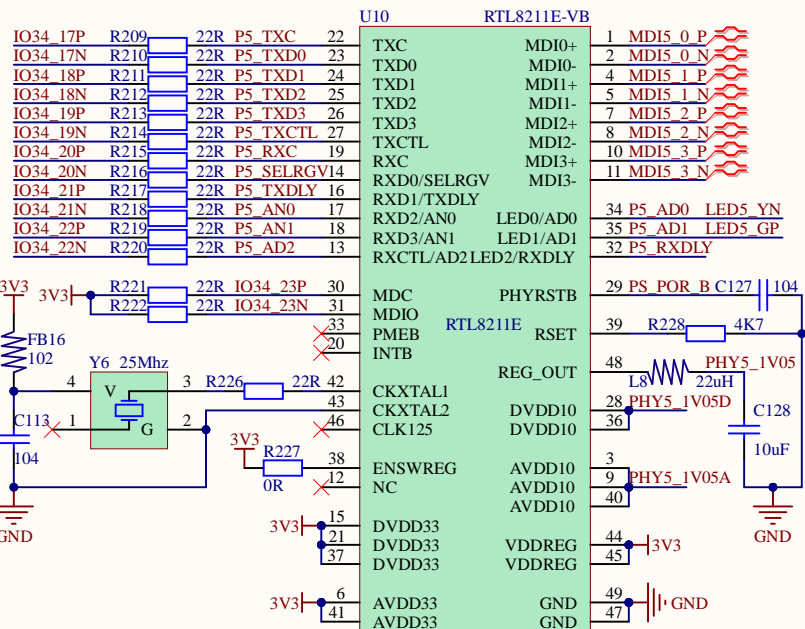 U10 RTL8211E-VB
IO34_17P R209 22R P5_TXC 22 TXC MDI0+ 1 MDI5_0_P
IO34_17N R210 22R P5_TXD0 23 TXD0 MDI0- 2 MDI5_0_N
IO34_18P R211 22R P5_TXD1 24 TXD1 MDI1+ 4 MDI5_1_P
IO34_18N R212 22R P5_TXD2 25 TXD2 MDI1- 5 MDI5_1_N
IO34_19P R213 22R P5_TXD3 26 TXD3 MDI2+ 7 MDI5_2_P
IO34_19N R214 22R P5_TXCTL 27 TXCTL MDI2- 8 MDI5_2_N
IO34_20P R215 22R P5_RXC 19 RXC MDI3+ 10 MDI5_3_P
IO34_20N R216 22R P5_SELRGV 14 RXD0/SELRGV MDI3- 11 MDI5_3_N
IO34_21P R217 22R P5_TXDLY 16 RXD1/TXDLY
IO34_21N R218 22R P5_AN0 17 RXD2/AN0 LED0/AD0 34 P5_AD0 LED5_YN
IO34_22P R219 22R P5_AN1 18 RXD3/AN1 LED1/AD1 35 P5_AD1 LED5_GP
IO34_22N R220 22R P5_AD2 13 RXCTL/AD2 LED2/RXDLY 32 P5_RXDLY
3V3 3V3 R221 22R IO34_23P 30 MDC PHYRSTB 29 PS_POR_B C127 104
R222 22R IO34_23N 31 MDIO
33 PMEB RTL8211E RSET 39 R228 4K7
FB16
102
20 INTB
Y6 25Mhz REG_OUT 48 L8 22uH PHY5_1V05
4 V 3 R226 22R 42 CKXTAL1
43 CKXTAL2 DVDD10 28 PHY5_1V05D
C113 1 G 2 46 CLK125 DVDD10 36 C128
104 10uF
3V3 R227 0R 38 ENSWREG AVDD10 3
12 NC AVDD10 9 PHY5_1V05A
AVDD10 40
GND GND
3V3 15 DVDD33
21 DVDD33 VDDREG 44 3V3
37 DVDD33 VDDREG 45
3V3 6 AVDD33 GND 49 GND
41 AVDD33 GND 47